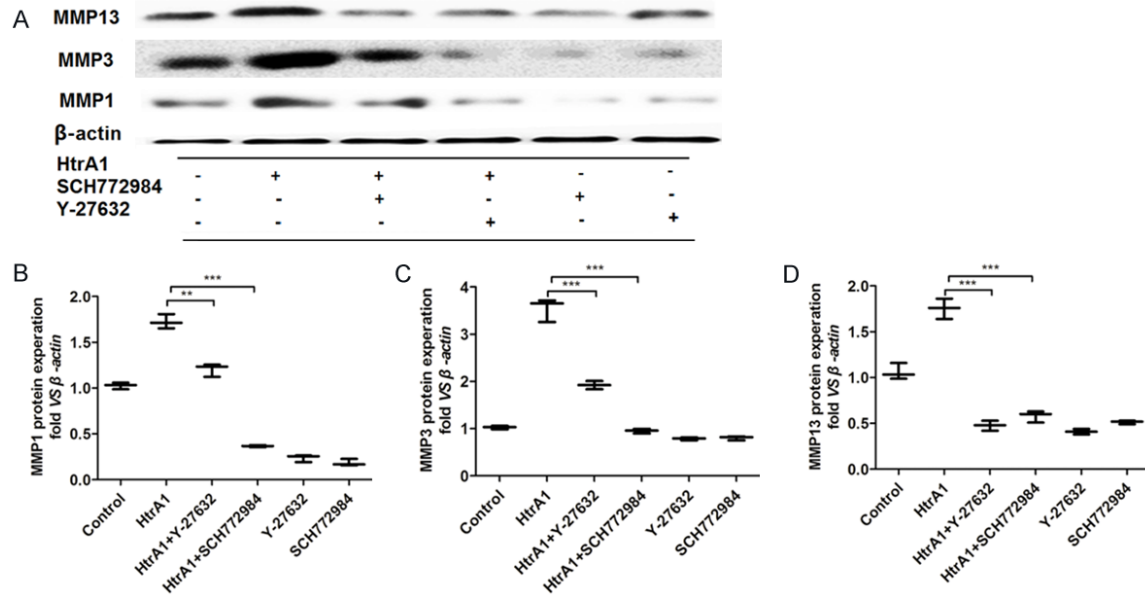 A
MMP13
MMP3
MMP1
β-actin
HtrA1 - + + + - -
SCH772984 - - + - + -
Y-27632 - - - + - +
B
MMP1 protein experation
fold VS β-actin
2.0
1.5
1.0
0.5
0.0
**
***
Control
HtrA1
HtrA1+Y-27632
HtrA1+SCH772984
Y-27632
SCH772984
C
MMP3 protein experation
fold VS β-actin
4
3
2
1
0
***
***
Control
HtrA1
HtrA1+Y-27632
HtrA1+SCH772984
Y-27632
SCH772984
D
MMP13 protein experation
fold VS β-actin
2.0
1.5
1.0
0.5
0.0
***
***
Control
HtrA1
HtrA1+Y-27632
HtrA1+SCH772984
Y-27632
SCH772984